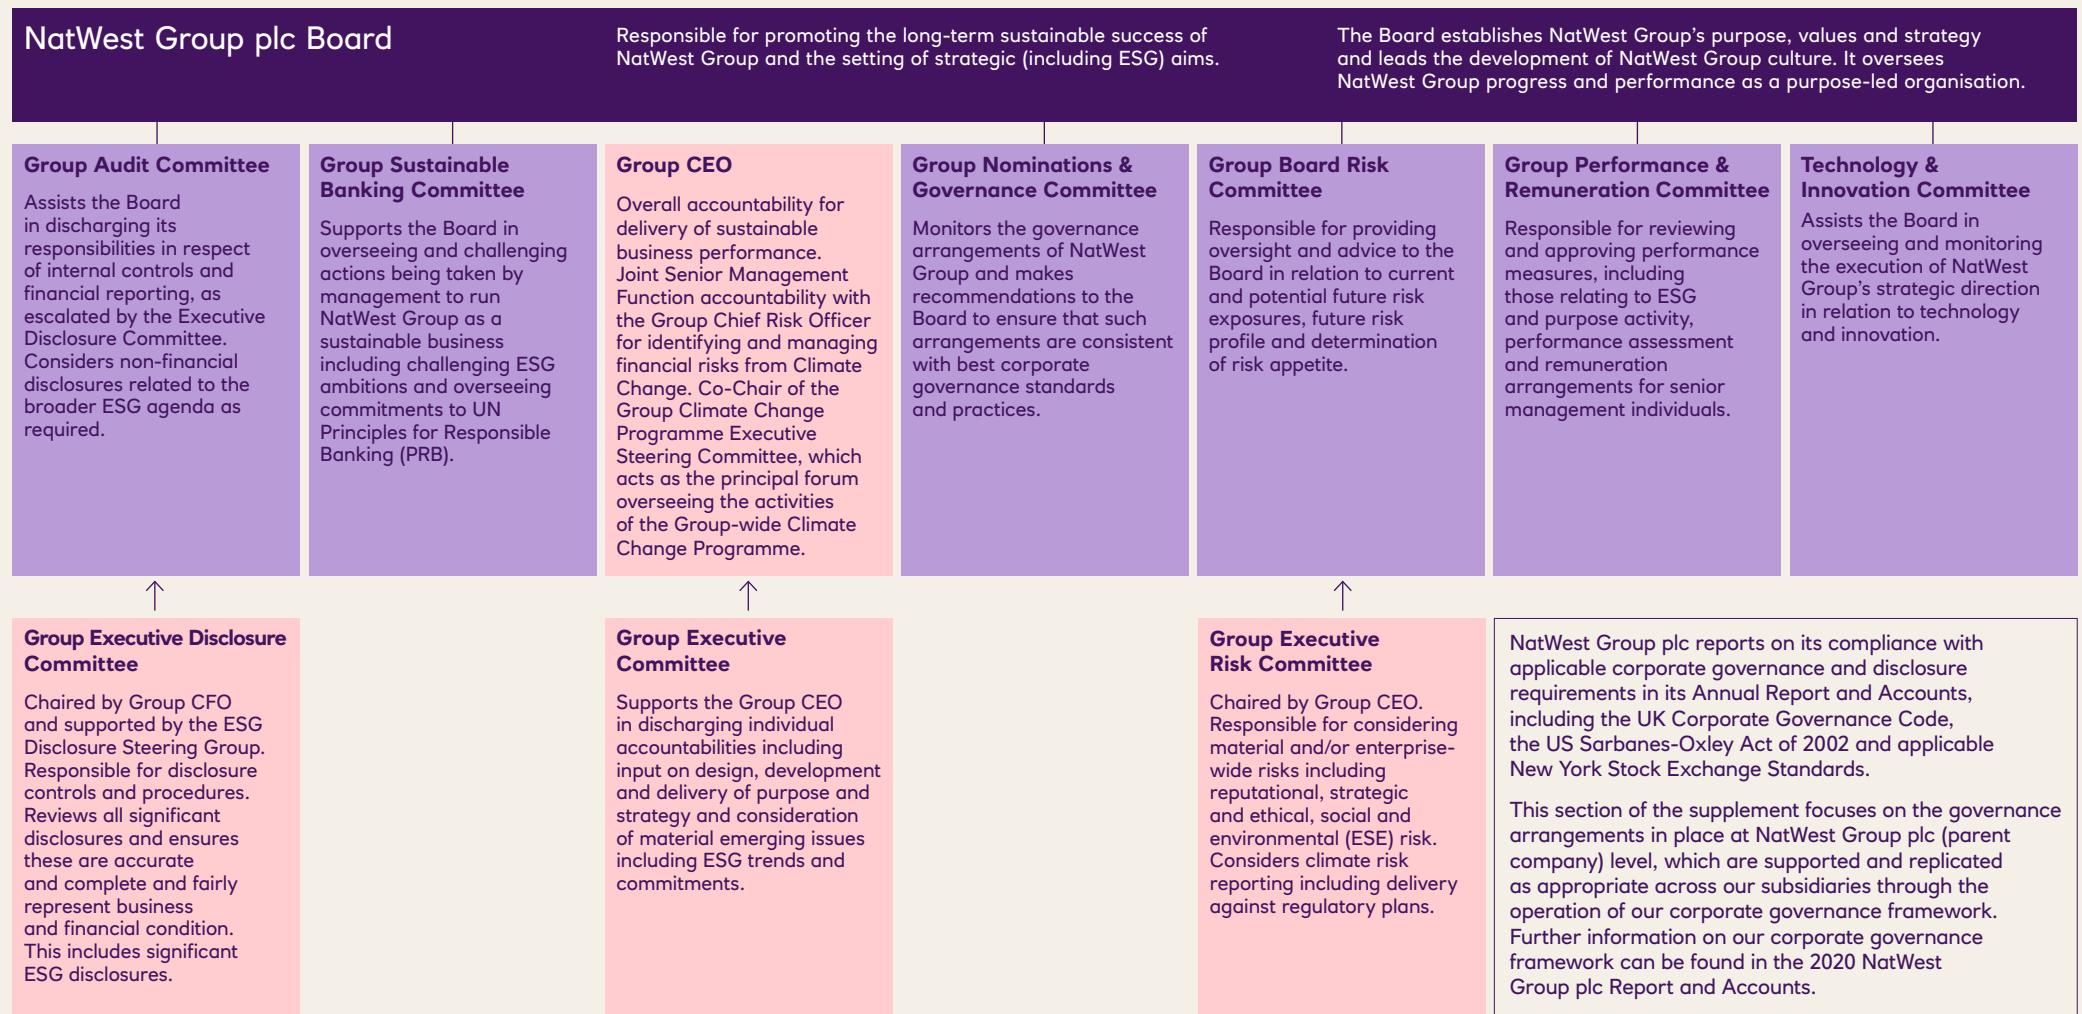 NatWest Group plc Board
Responsible for promoting the long-term sustainable success of
NatWest Group and the setting of strategic (including ESG) aims.
The Board establishes NatWest Group's purpose, values and strategy
and leads the development of NatWest Group culture. It oversees
NatWest Group progress and performance as a purpose-led organisation.
Group Audit Committee
Assists the Board
in discharging its
responsibilities in respect
of internal controls and
financial reporting, as
escalated by the Executive
Disclosure Committee.
Considers non-financial
disclosures related to the
broader ESG agenda as
required.
Group Sustainable
Banking Committee
Supports the Board in
overseeing and challenging
actions being taken by
management to run
NatWest Group as a
sustainable business
including challenging ESG
ambitions and overseeing
commitments to UN
Principles for Responsible
Banking (PRB).
Group CEO
Overall accountability for
delivery of sustainable
business performance.
Joint Senior Management
Function accountability with
the Group Chief Risk Officer
for identifying and managing
financial risks from Climate
Change. Co-Chair of the
Group Climate Change
Programme Executive
Steering Committee, which
acts as the principal forum
overseeing the activities
of the Group-wide Climate
Change Programme.
Group Nominations &
Governance Committee
Monitors the governance
arrangements of NatWest
Group and makes
recommendations to the
Board to ensure that such
arrangements are consistent
with best corporate
governance standards
and practices.
Group Board Risk
Committee
Responsible for providing
oversight and advice to the
Board in relation to current
and potential future risk
exposures, future risk
profile and determination
of risk appetite.
Group Performance &
Remuneration Committee
Responsible for reviewing
and approving performance
measures, including
those relating to ESG
and purpose activity,
performance assessment
and remuneration
arrangements for senior
management individuals.
Technology &
Innovation Committee
Assists the Board in
overseeing and monitoring
the execution of NatWest
Group's strategic direction
in relation to technology
and innovation.
Group Executive Disclosure
Committee
Chaired by Group CFO
and supported by the ESG
Disclosure Steering Group.
Responsible for disclosure
controls and procedures.
Reviews all significant
disclosures and ensures
these are accurate
and complete and fairly
represent business
and financial condition.
This includes significant
ESG disclosures.
Group Executive
Committee
Supports the Group CEO
in discharging individual
accountabilities including
input on design, development
and delivery of purpose and
strategy and consideration
of material emerging issues
including ESG trends and
commitments.
Group Executive
Risk Committee
Chaired by Group CEO.
Responsible for considering
material and/or enterprise-
wide risks including
reputational, strategic
and ethical, social and
environmental (ESE) risk.
Considers climate risk
reporting including delivery
against regulatory plans.
NatWest Group plc reports on its compliance with
applicable corporate governance and disclosure
requirements in its Annual Report and Accounts,
including the UK Corporate Governance Code,
the US Sarbanes-Oxley Act of 2002 and applicable
New York Stock Exchange Standards.
This section of the supplement focuses on the governance
arrangements in place at NatWest Group plc (parent
company) level, which are supported and replicated
as appropriate across our subsidiaries through the
operation of our corporate governance framework.
Further information on our corporate governance
framework can be found in the 2020 NatWest
Group plc Report and Accounts.